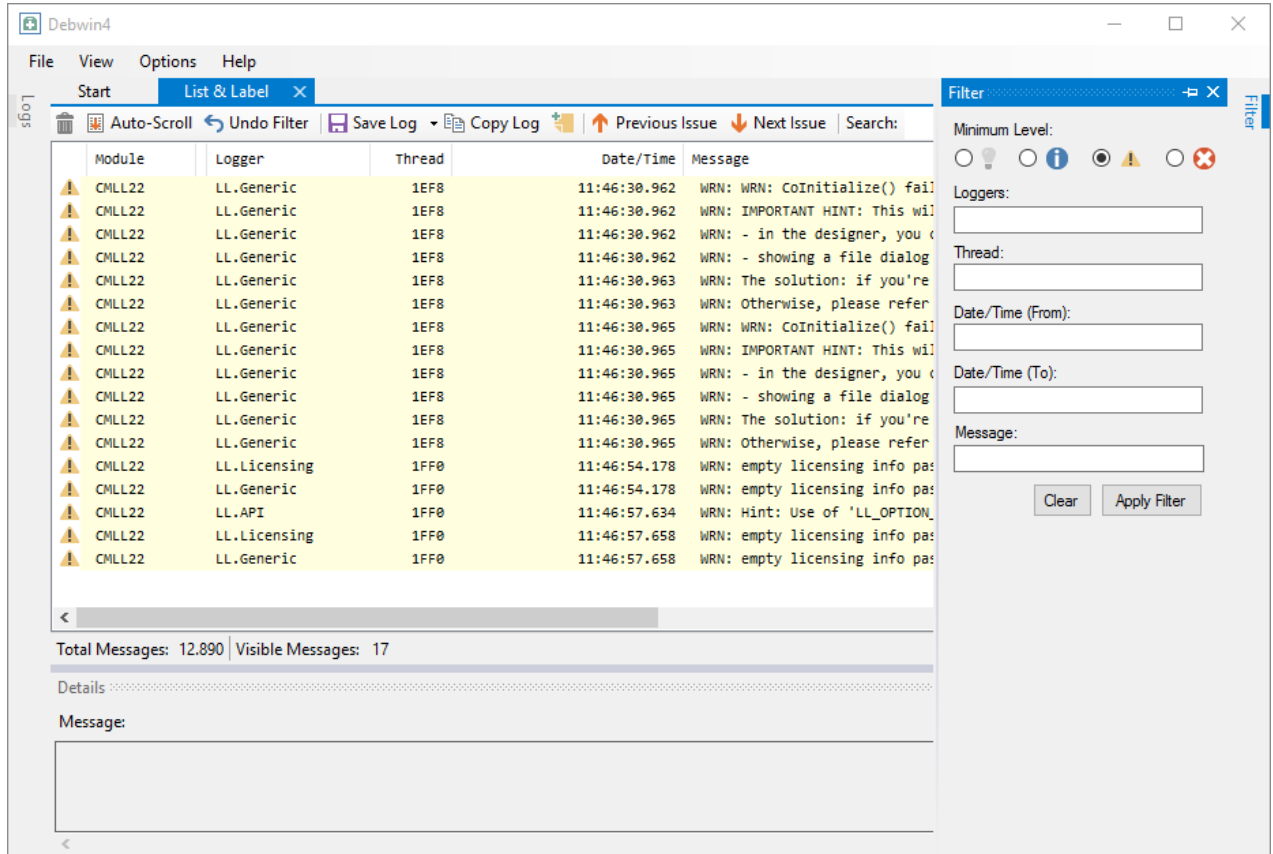 Debwin4
File View Options Help
Logs
Start List & Label
Auto-Scroll Undo Filter Save Log Copy Log Previous Issue Next Issue Search:
Module Logger Thread Date/Time Message
CMLL22 LL.Generic 1EF8 11:46:30.962 WRN: WRN: CoInitialize() fail
CMLL22 LL.Generic 1EF8 11:46:30.962 WRN: IMPORTANT HINT: This wil
CMLL22 LL.Generic 1EF8 11:46:30.962 WRN: - in the designer, you
CMLL22 LL.Generic 1EF8 11:46:30.962 WRN: - showing a file dialog
CMLL22 LL.Generic 1EF8 11:46:30.963 WRN: The solution: if you're
CMLL22 LL.Generic 1EF8 11:46:30.963 WRN: Otherwise, please refer
CMLL22 LL.Generic 1EF8 11:46:30.965 WRN: WRN: CoInitialize() fail
CMLL22 LL.Generic 1EF8 11:46:30.965 WRN: IMPORTANT HINT: This wil
CMLL22 LL.Generic 1EF8 11:46:30.965 WRN: - in the designer, you
CMLL22 LL.Generic 1EF8 11:46:30.965 WRN: - showing a file dialog
CMLL22 LL.Generic 1EF8 11:46:30.965 WRN: The solution: if you're
CMLL22 LL.Generic 1EF8 11:46:30.965 WRN: Otherwise, please refer
CMLL22 LL.Licensing 1FF0 11:46:54.178 WRN: empty licensing info pas
CMLL22 LL.Generic 1FF0 11:46:54.178 WRN: empty licensing info pas
CMLL22 LL.API 1FF0 11:46:57.634 WRN: Hint: Use of 'LL_OPTION_
CMLL22 LL.Licensing 1FF0 11:46:57.658 WRN: empty licensing info pas
CMLL22 LL.Generic 1FF0 11:46:57.658 WRN: empty licensing info pas
Total Messages: 12.890 Visible Messages: 17
Details
Message:
Filter
Minimum Level:
Loggers:
Thread:
Date/Time (From):
Date/Time (To):
Message:
Clear Apply Filter
Filter